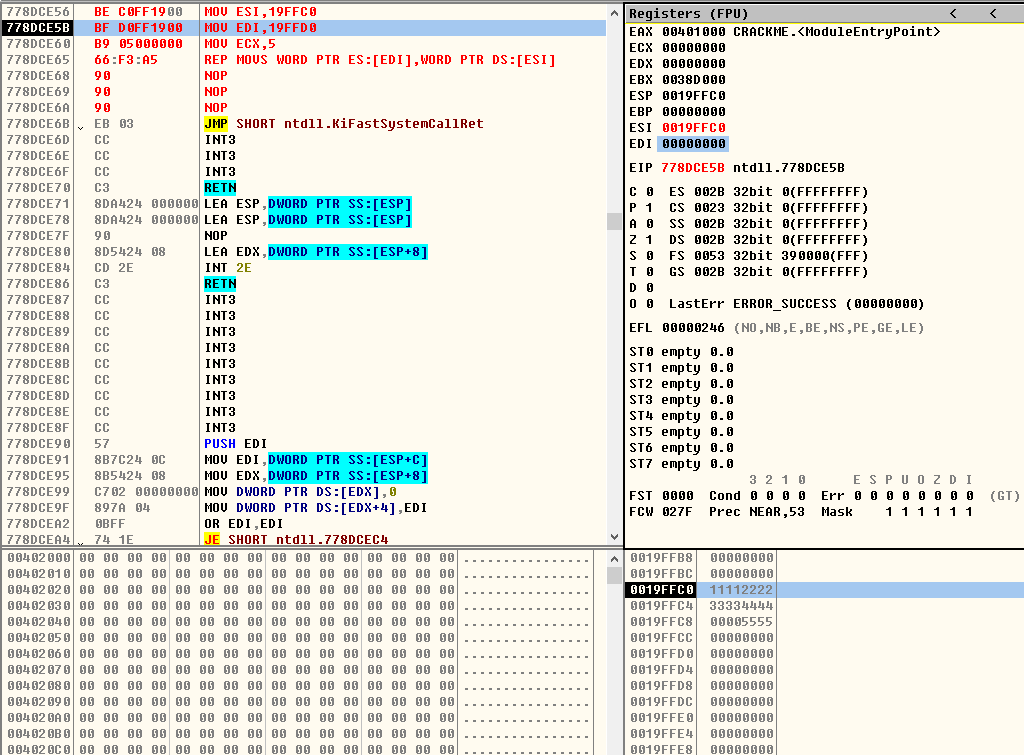 778DCE56 BE C0FF1900 MOV ESI,19FFC0
778DCE5B BF D0FF1900 MOV EDI,19FFD0
778DCE60 B9 05000000 MOV ECX,5
778DCE65 66:F3:A5 REP MOVS WORD PTR ES:[EDI],WORD PTR DS:[ESI]
778DCE68 90 NOP
778DCE69 90 NOP
778DCE6A 90 NOP
778DCE6B EB 03 JMP SHORT ntdll.KiFastSystemCallRet
778DCE6D CC INT3
778DCE6E CC INT3
778DCE6F CC INT3
778DCE70 C3 RETN
778DCE71 8DA424 000000 LEA ESP,DWORD PTR SS:[ESP]
778DCE78 8DA424 000000 LEA ESP,DWORD PTR SS:[ESP]
778DCE7F 90 NOP
778DCE80 8D5424 08 LEA EDX,DWORD PTR SS:[ESP+8]
778DCE84 CD 2E INT 2E
778DCE86 C3 RETN
778DCE87 CC INT3
778DCE88 CC INT3
778DCE89 CC INT3
778DCE8A CC INT3
778DCE8B CC INT3
778DCE8C CC INT3
778DCE8D CC INT3
778DCE8E CC INT3
778DCE8F CC INT3
778DCE90 57 PUSH EDI
778DCE91 8B7C24 0C MOV EDI,DWORD PTR SS:[ESP+C]
778DCE95 8B5424 08 MOV EDX,DWORD PTR SS:[ESP+8]
778DCE99 C702 00000000 MOV DWORD PTR DS:[EDX],0
778DCE9F 897A 04 MOV DWORD PTR DS:[EDX+4],EDI
778DCEA2 0BFF OR EDI,EDI
778DCEA4 74 1E JE SHORT ntdll.778DCEC4
Registers (FPU) < <
EAX 00401000 CRACKME.<ModuleEntryPoint>
ECX 00000000
EDX 00000000
EBX 0038D000
ESP 0019FFC0
EBP 00000000
ESI 0019FFC0
EDI 00000000
EIP 778DCE5B ntdll.778DCE5B
C 0 ES 002B 32bit 0(FFFFFFFF)
P 1 CS 0023 32bit 0(FFFFFFFF)
A 0 SS 002B 32bit 0(FFFFFFFF)
Z 1 DS 002B 32bit 0(FFFFFFFF)
S 0 FS 0053 32bit 390000(FFF)
T 0 GS 002B 32bit 0(FFFFFFFF)
D 0
O 0 LastErr ERROR_SUCCESS (00000000)
EFL 00000246 (NO,NB,E,BE,NS,PE,GE,LE)
ST0 empty 0.0
ST1 empty 0.0
ST2 empty 0.0
ST3 empty 0.0
ST4 empty 0.0
ST5 empty 0.0
ST6 empty 0.0
ST7 empty 0.0
3 2 1 0 E S P U O Z D I
FST 0000 Cond 0 0 0 0 Err 0 0 0 0 0 0 0 0 (GT)
FCW 027F Prec NEAR,53 Mask 1 1 1 1 1 1
00402000 00 00 00 00 00 00 00 00 00 00 00 00 00 00 00 00 ................
00402010 00 00 00 00 00 00 00 00 00 00 00 00 00 00 00 00 ................
00402020 00 00 00 00 00 00 00 00 00 00 00 00 00 00 00 00 ................
00402030 00 00 00 00 00 00 00 00 00 00 00 00 00 00 00 00 ................
00402040 00 00 00 00 00 00 00 00 00 00 00 00 00 00 00 00 ................
00402050 00 00 00 00 00 00 00 00 00 00 00 00 00 00 00 00 ................
00402060 00 00 00 00 00 00 00 00 00 00 00 00 00 00 00 00 ................
00402070 00 00 00 00 00 00 00 00 00 00 00 00 00 00 00 00 ................
00402080 00 00 00 00 00 00 00 00 00 00 00 00 00 00 00 00 ................
00402090 00 00 00 00 00 00 00 00 00 00 00 00 00 00 00 00 ................
004020A0 00 00 00 00 00 00 00 00 00 00 00 00 00 00 00 00 ................
004020B0 00 00 00 00 00 00 00 00 00 00 00 00 00 00 00 00 ................
004020C0 00 00 00 00 00 00 00 00 00 00 00 00 00 00 00 00 ................
0019FFB8 00000000
0019FFBC 00000000
0019FFC0 11112222
0019FFC4 33334444
0019FFC8 00005555
0019FFCC 00000000
0019FFD0 00000000
0019FFD4 00000000
0019FFD8 00000000
0019FFDC 00000000
0019FFE0 00000000
0019FFE4 00000000
0019FFE8 00000000